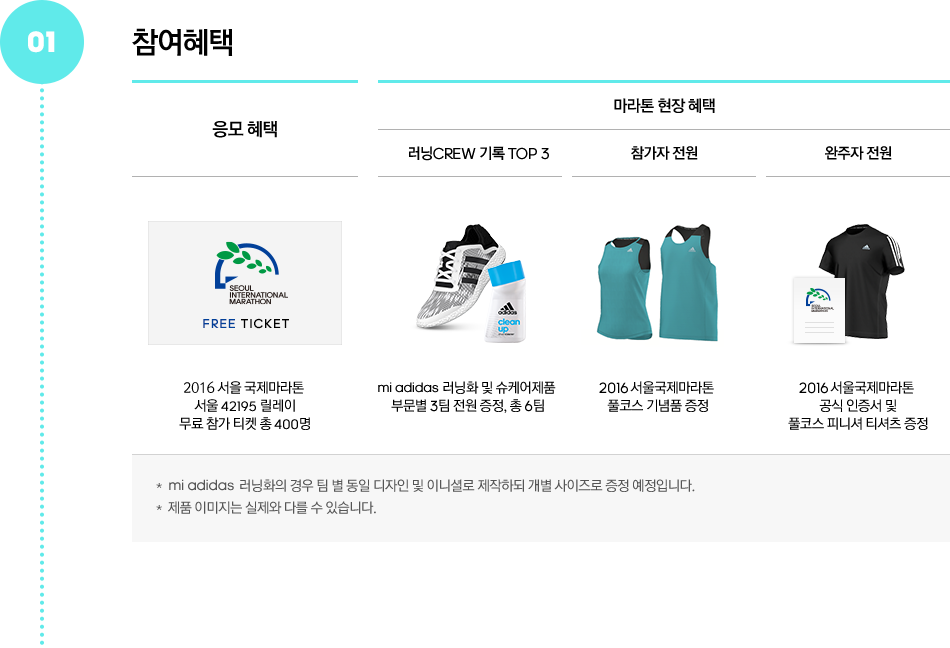 01
참여혜택
응모 혜택
마라톤 현장 혜택
러닝CREW 기록 TOP 3
참가자 전원
완주자 전원
SEOUL
INTERNATIONAL
MARATHON
FREE TICKET
adidas
clean
up
2016 서울 국제마라톤
서울 42195 릴레이
무료 참가 티켓 총 400명
mi adidas 러닝화 및 슈케어제품
부문별 3팀 전원 증정, 총 6팀
2016 서울국제마라톤
풀코스 기념품 증정
2016 서울국제마라톤
공식 인증서 및
풀코스 피니셔 티셔츠 증정
* mi adidas 러닝화의 경우 팀 별 동일 디자인 및 이니셜로 제작하되 개별 사이즈로 증정 예정입니다.
* 제품 이미지는 실제와 다를 수 있습니다.